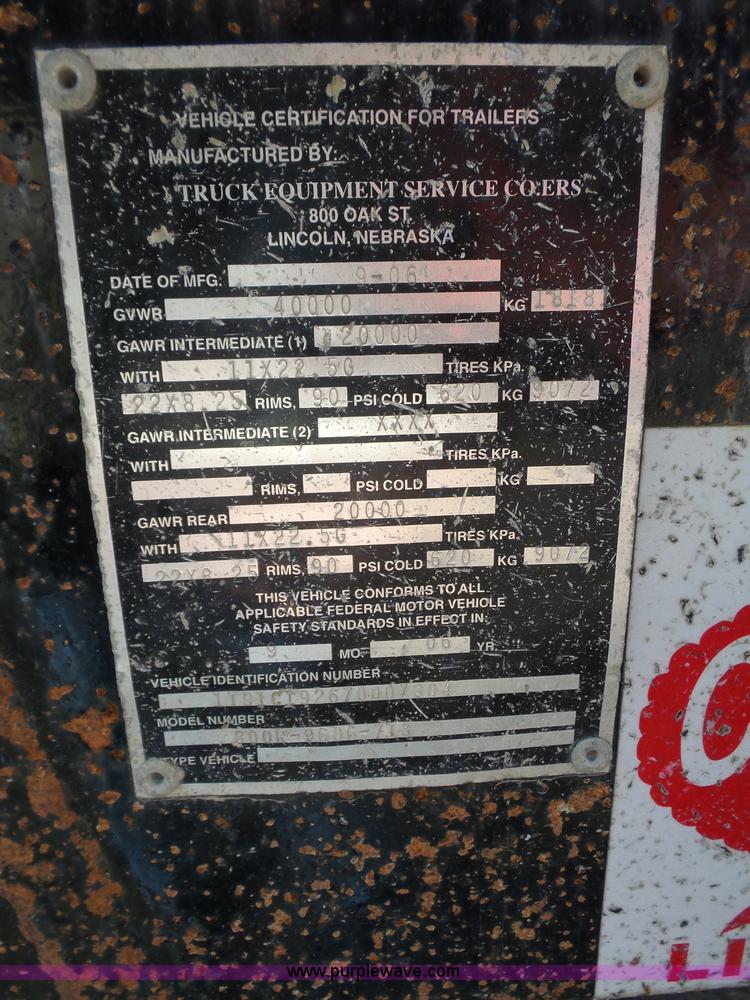 VEHICLE CERTIFICATION FOR TRAILERS
MANUFACTURED BY:
TRUCK EQUIPMENT SERVICE CO ERS
800 OAK ST.
LINCOLN, NEBRASKA
DATE OF MFG. 9-06
GVWR 40000 KG 18181
GAWR INTERMEDIATE (1) 20000
WITH 11X22.5G TIRES KPa.
22X8.25 RIMS, 90 PSI COLD 620 KG 9072
GAWR INTERMEDIATE (2) XXXX
WITH TIRES KPa.
RIMS, PSI COLD KG
GAWR REAR 20000
WITH 11X22.5G TIRES KPa.
22X8.25 RIMS, 90 PSI COLD 620 KG 9072
THIS VEHICLE CONFORMS TO ALL
APPLICABLE FEDERAL MOTOR VEHICLE
SAFETY STANDARDS IN EFFECT IN:
9 MO. 06 YR.
VEHICLE IDENTIFICATION NUMBER
MODEL NUMBER
TYPE VEHICLE
www.purplewave.com